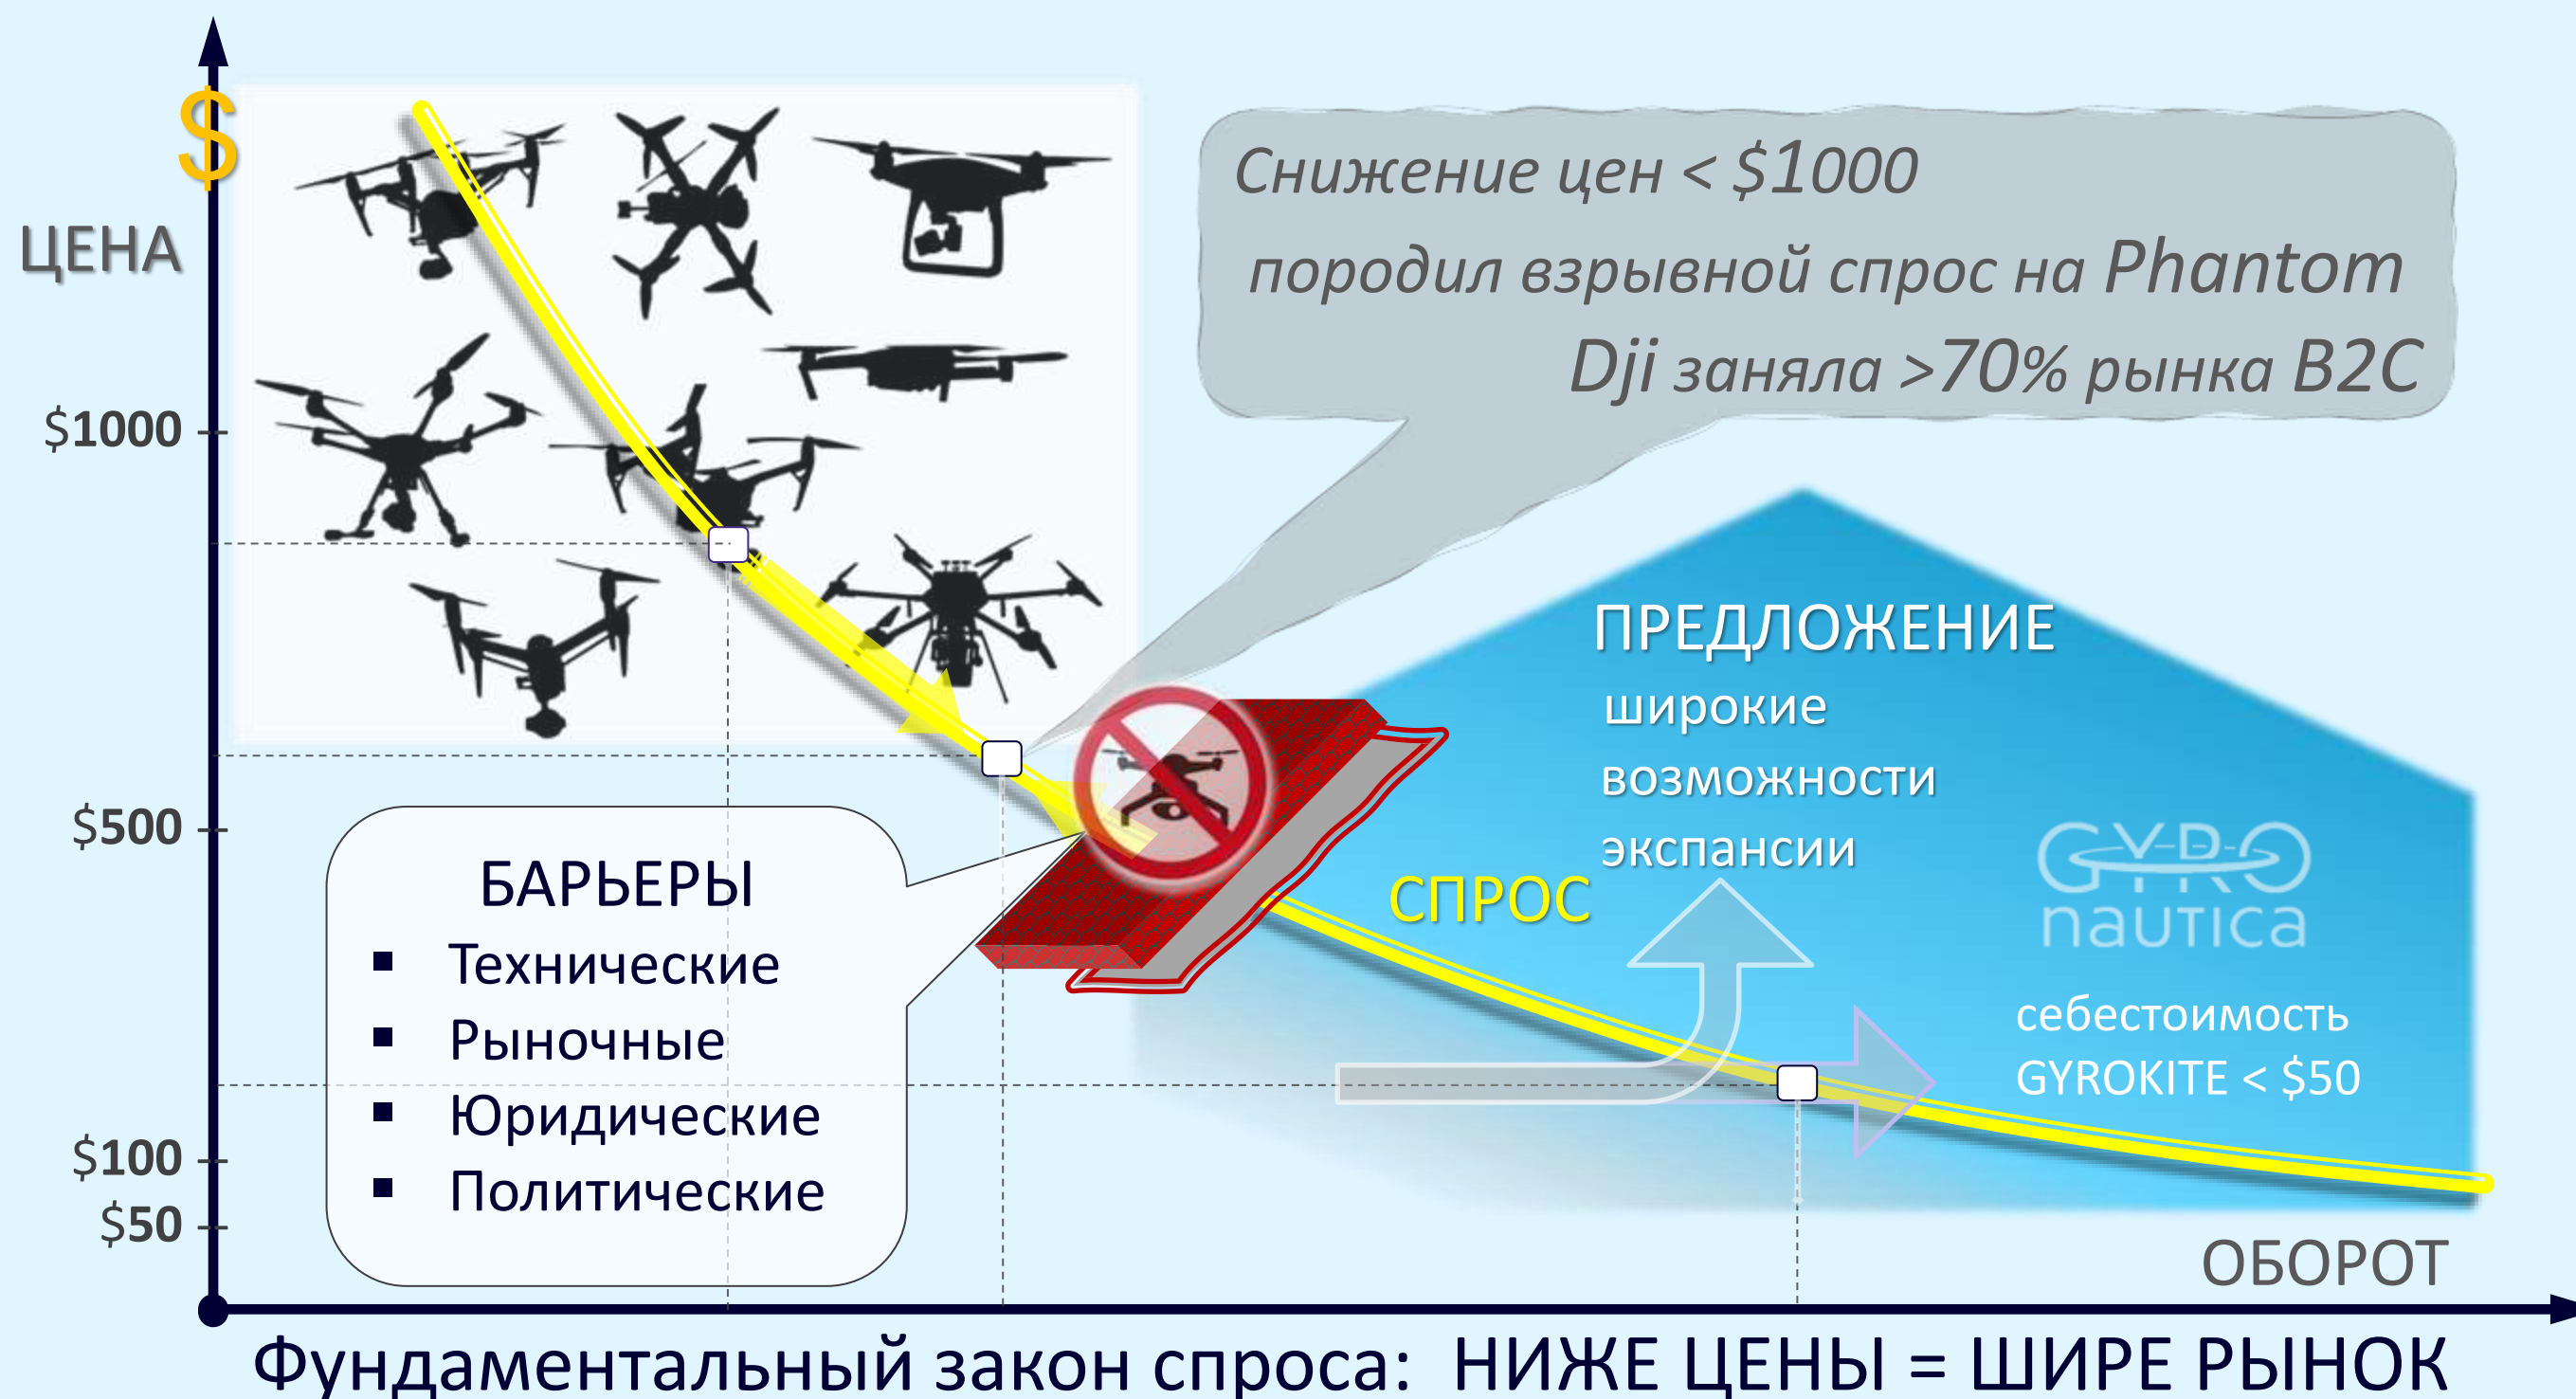 $
ЦЕНА
$1000
$500
$100
$50
Снижение цен < $1000
породил взрывной спрос на Phantom
Dji заняла >70% рынка B2C
ПРЕДЛОЖЕНИЕ
широкие
возможности
экспансии
СПРОС
GYRO
nauTICa
себестоимость
GYROKITE < $50
БАРЬЕРЫ
▪ Технические
▪ Рыночные
▪ Юридические
▪ Политические
ОБОРОТ
Фундаментальный закон спроса: НИЖЕ ЦЕНЫ = ШИРЕ РЫНОК